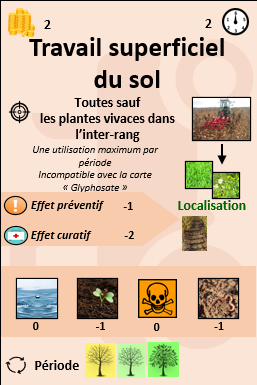 2
2
Travail superficiel
du sol
Toutes sauf
les plantes vivaces dans
l'inter-rang
Une utilisation maximum par
période
Incompatible avec la carte
« Glyphosate »
Localisation
Effet préventif -1
Effet curatif -2
0 -1 0 -1
Période